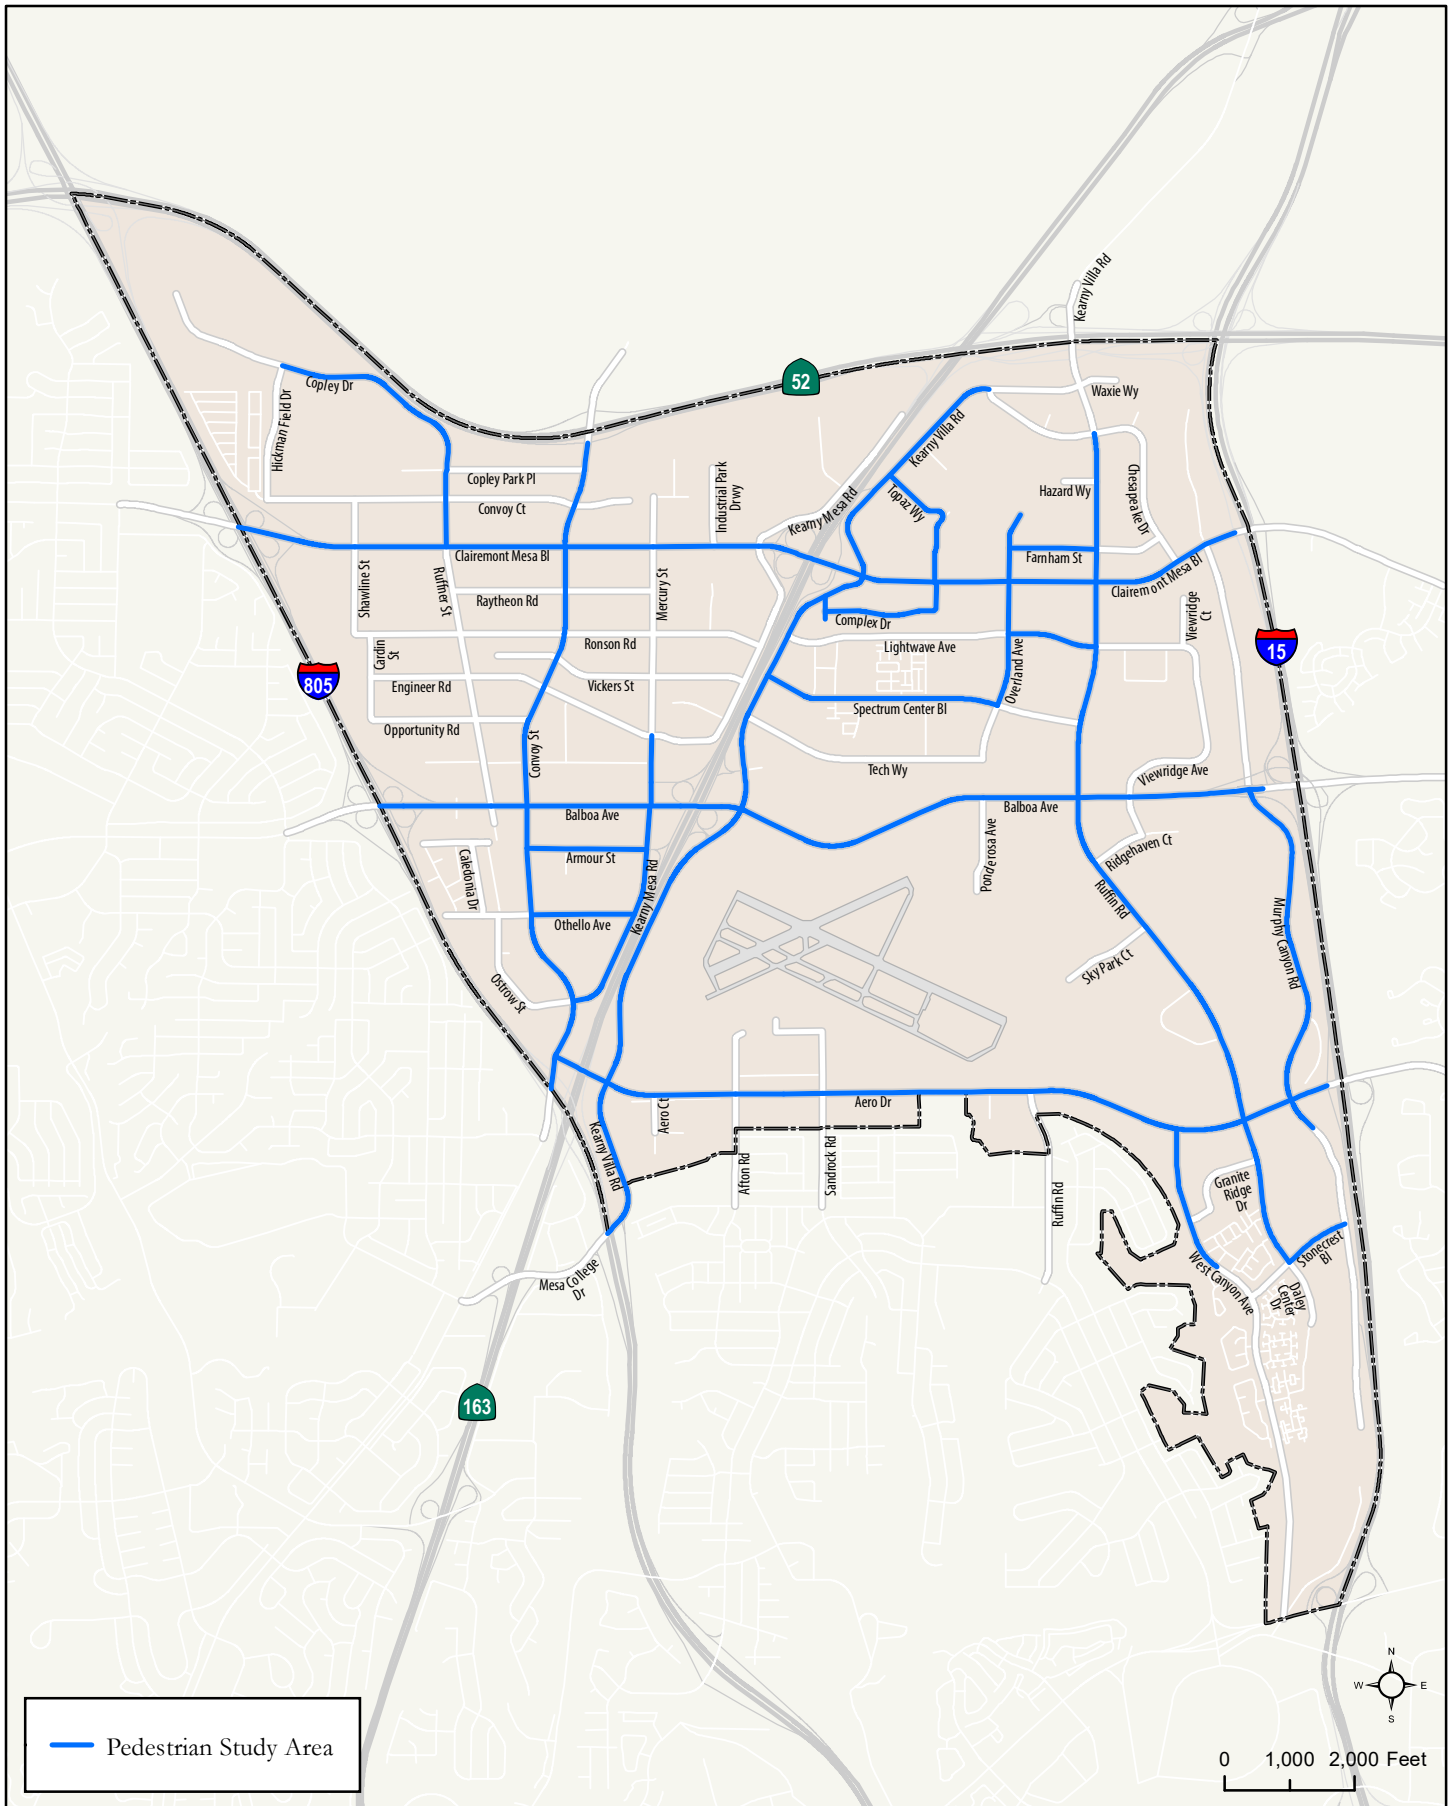 Kearny Villa Rd
52
Copley Dr
Hickman Field Dr
Waxie Wy
Kearny Villa Rd
Copley Park Pl
Convoy Ct
Industrial Park
Drwy
Kearny Mesa Rd
Topaz Wy
Hazard Wy
Chesapeake Dr
Clairemont Mesa Bl
Farnham St
Clairemont Mesa Bl
Shawline St
Ruffner St
Raytheon Rd
Mercury St
Complex Dr
Viewridge
Ct
Cardin
St
Ronson Rd
Lightwave Ave
Overland Ave
15
805
Engineer Rd
Vickers St
Spectrum Center Bl
Opportunity Rd
Convoy St
Tech Wy
Viewridge Ave
Balboa Ave
Balboa Ave
Armour St
Ponderosa Ave
Ridgehaven Ct
Caledonia Dr
Kearny Mesa Rd
Ruffin Rd
Othello Ave
Murphy Canyon Rd
Sky Park Ct
Ostrow St
Aero Ct
Aero Dr
Kearny Villa Rd
Afton Rd
Sandrock Rd
Ruffin Rd
Granite
Ridge
Dr
Mesa College
Dr
West Canyon Ave
Stonecrest
Bl
Daley
Center
Dr
163
N
W
E
S
Pedestrian Study Area
0 1,000 2,000 Feet